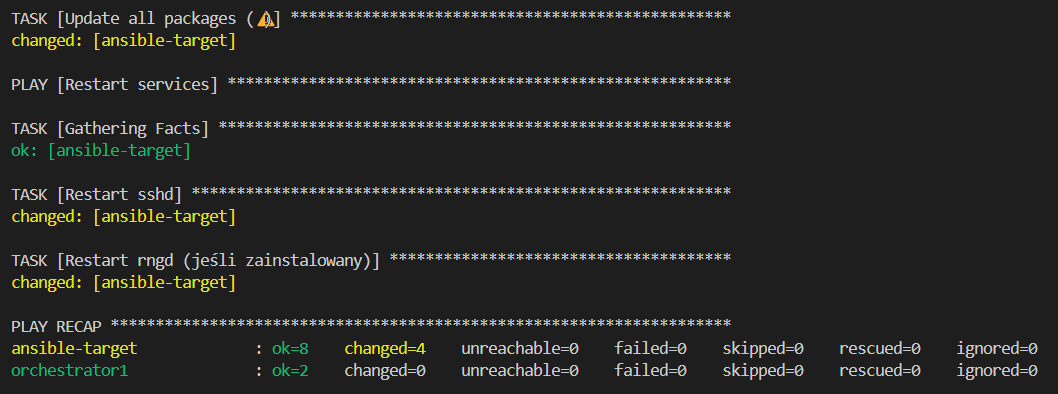 TASK [Update all packages (⚠️)] *************************************************
changed: [ansible-target]
PLAY [Restart services] ********************************************************
TASK [Gathering Facts] *********************************************************
ok: [ansible-target]
TASK [Restart sshd] ************************************************************
changed: [ansible-target]
TASK [Restart rngd (jeśli zainstalowany)] **************************************
changed: [ansible-target]
PLAY RECAP *********************************************************************
ansible-target             : ok=8    changed=4    unreachable=0    failed=0    skipped=0    rescued=0    ignored=0
orchestrator1              : ok=2    changed=0    unreachable=0    failed=0    skipped=0    rescued=0    ignored=0